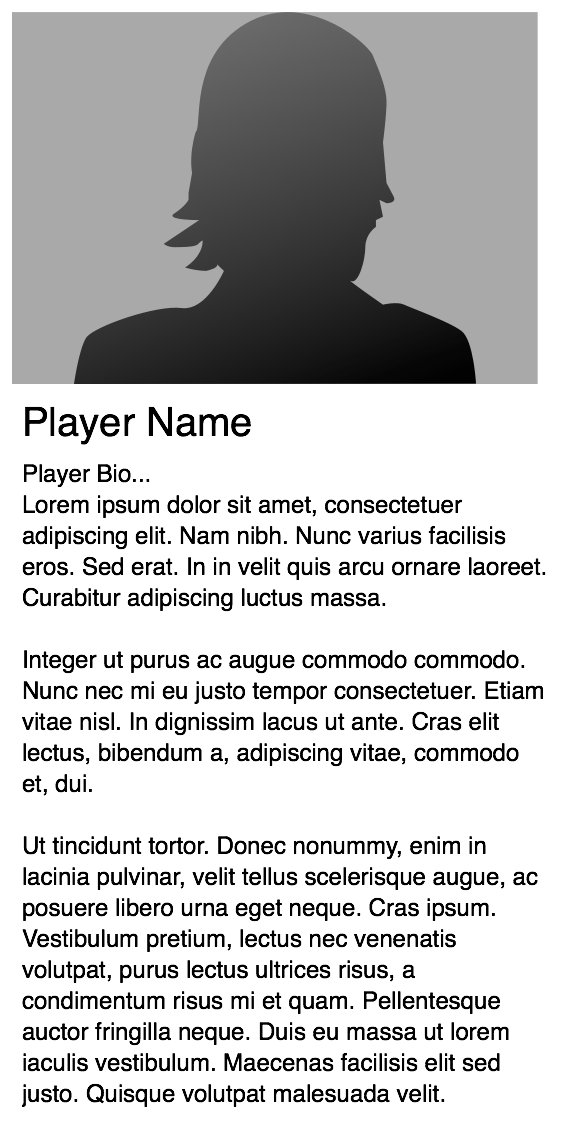 Player Name
Player Bio...
Lorem ipsum dolor sit amet, consectetuer
adipiscing elit. Nam nibh. Nunc varius facilisis
eros. Sed erat. In in velit quis arcu ornare laoreet.
Curabitur adipiscing luctus massa.
Integer ut purus ac augue commodo commodo.
Nunc nec mi eu justo tempor consectetuer. Etiam
vitae nisl. In dignissim lacus ut ante. Cras elit
lectus, bibendum a, adipiscing vitae, commodo
et, dui.
Ut tincidunt tortor. Donec nonummy, enim in
lacinia pulvinar, velit tellus scelerisque augue, ac
posuere libero urna eget neque. Cras ipsum.
Vestibulum pretium, lectus nec venenatis
volutpat, purus lectus ultrices risus, a
condimentum risus mi et quam. Pellentesque
auctor fringilla neque. Duis eu massa ut lorem
iaculis vestibulum. Maecenas facilisis elit sed
justo. Quisque volutpat malesuada velit.